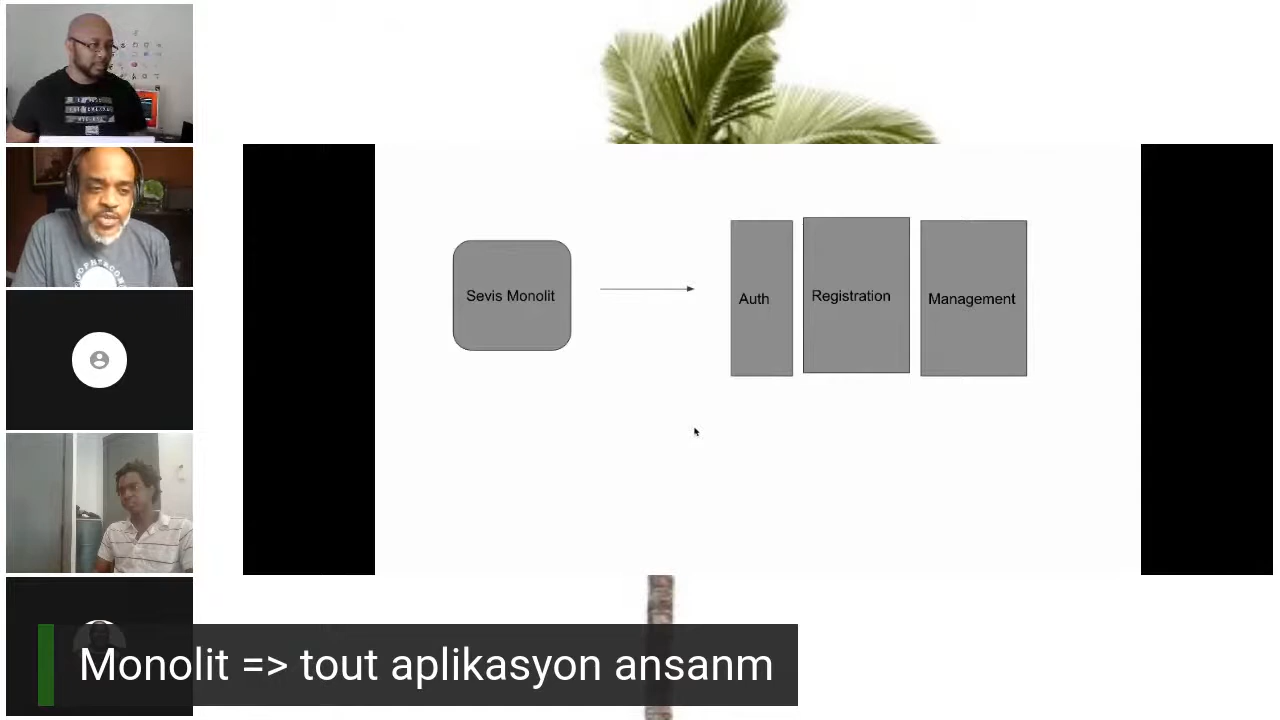 Sevis Monolit
Auth
Registration
Management
Monolit => tout aplikasyon ansanm